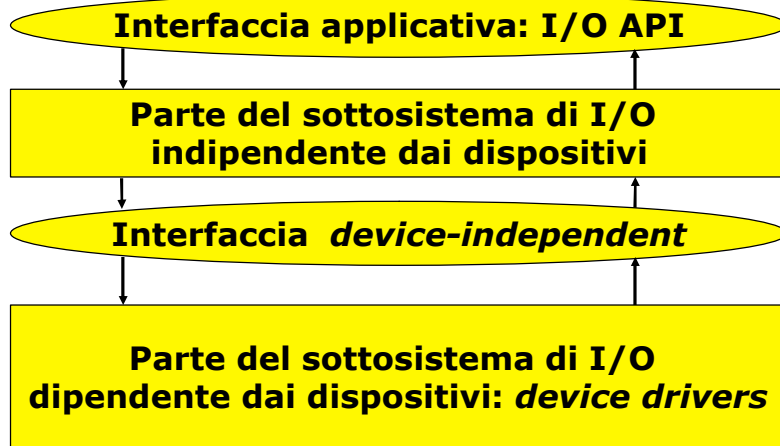 Interfaccia applicativa: I/O API
Parte del sottosistema di I/O
indipendente dai dispositivi
Interfaccia device-independent
Parte del sottosistema di I/O
dipendente dai dispositivi: device drivers